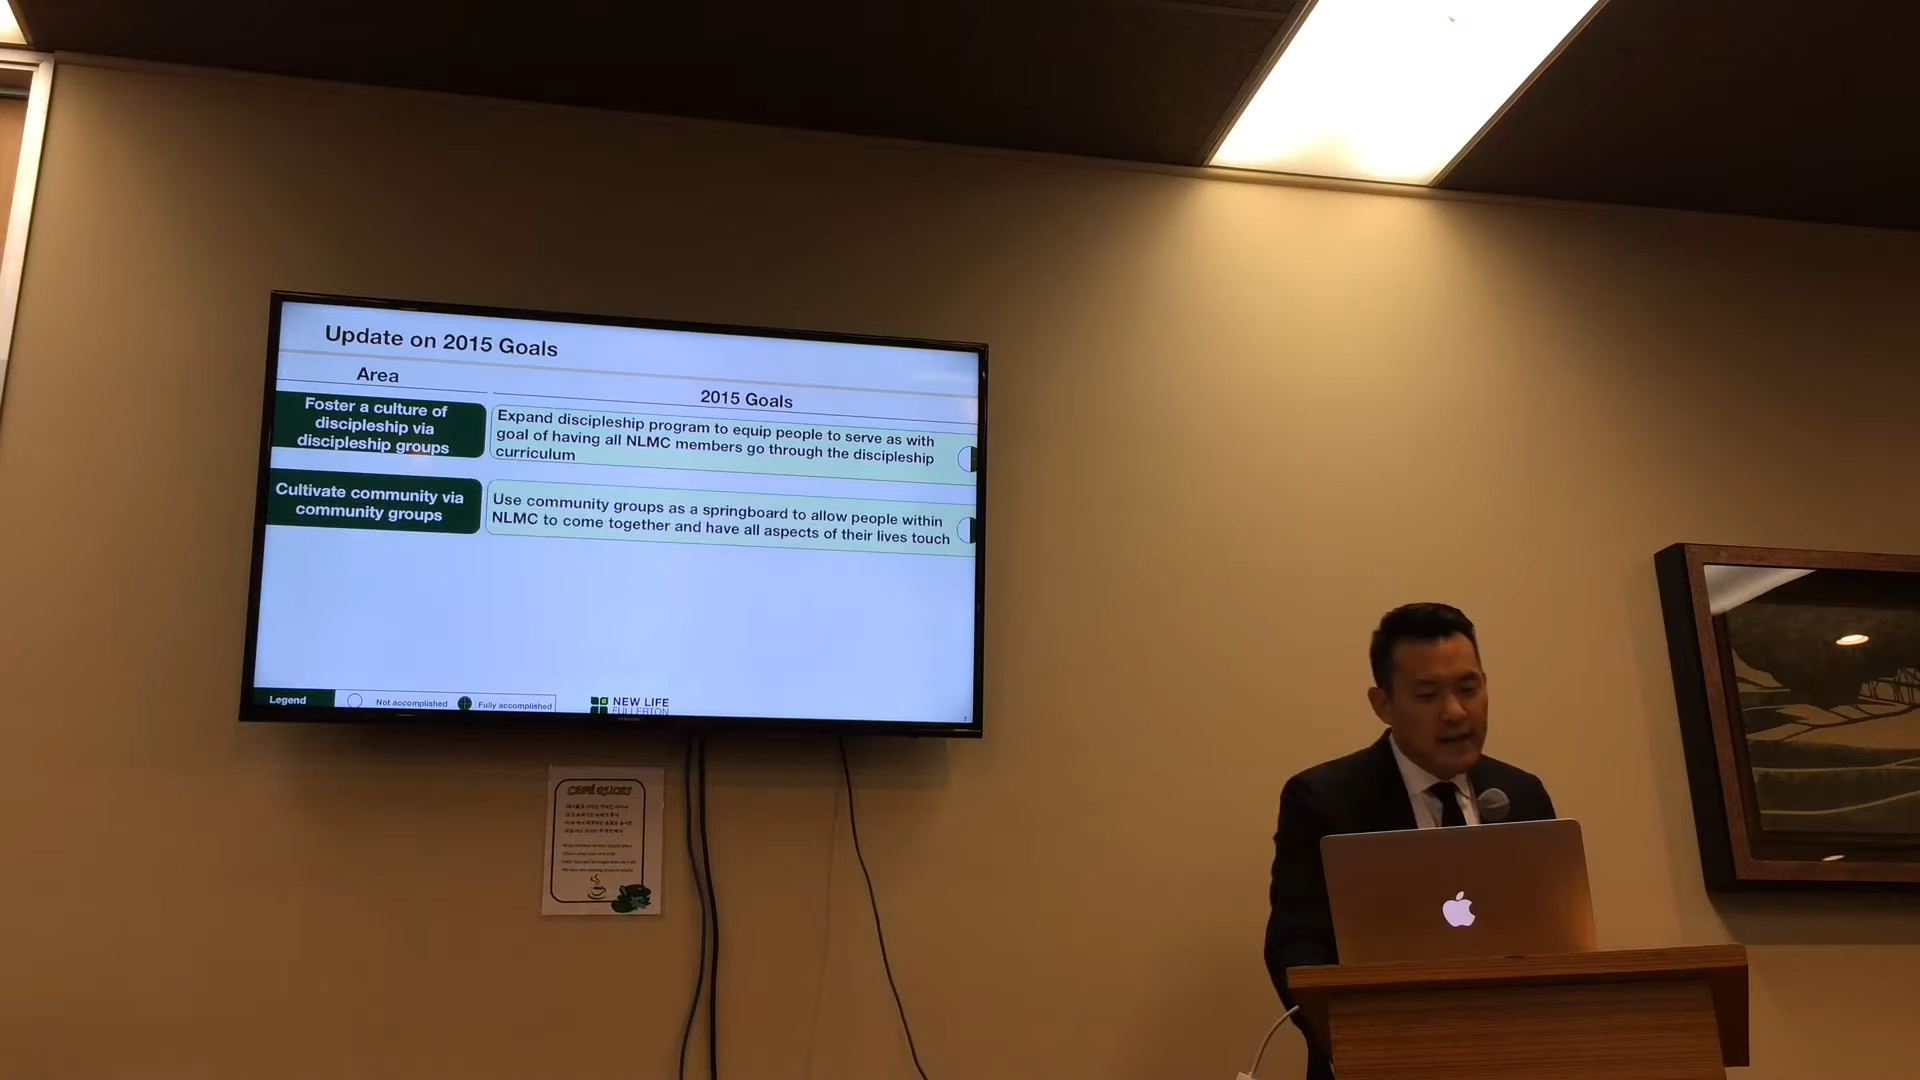 Update on 2015 Goals
Area
2015 Goals
Foster a culture of
discipleship via
discipleship groups
Expand discipleship program to equip people to serve as with
goal of having all NLMC members go through the discipleship
curriculum
Cultivate community via
community groups
Use community groups as a springboard to allow people within
NLMC to come together and have all aspects of their lives touch
Legend
Not accomplished
Fully accomplished
NEW LIFE
FULLERTON